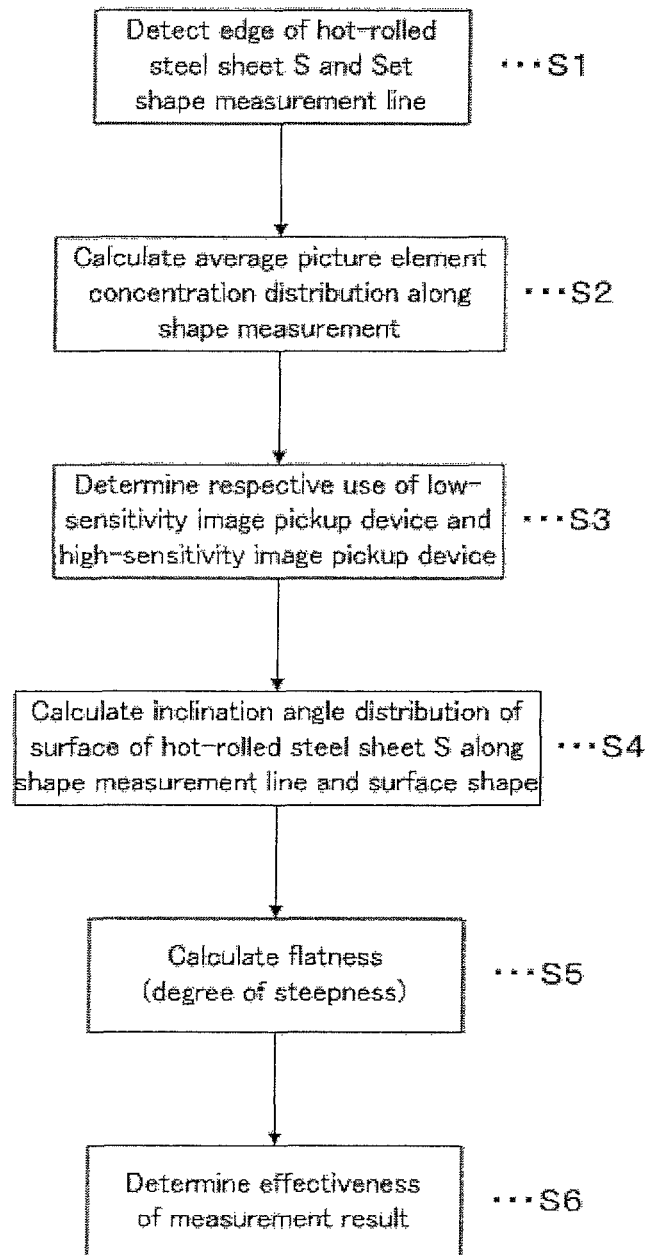 Detect edge of hot-rolled
steel sheet S and Set
shape measurement line
···S1
Calculate average picture element
concentration distribution along
shape measurement
···S2
Determine respective use of low-
sensitivity image pickup device and
high-sensitivity image pickup device
···S3
Calculate inclination angle distribution of
surface of hot-rolled steel sheet S along
shape measurement line and surface shape
···S4
Calculate flatness
(degree of steepness)
···S5
Determine effectiveness
of measurement result
···S6